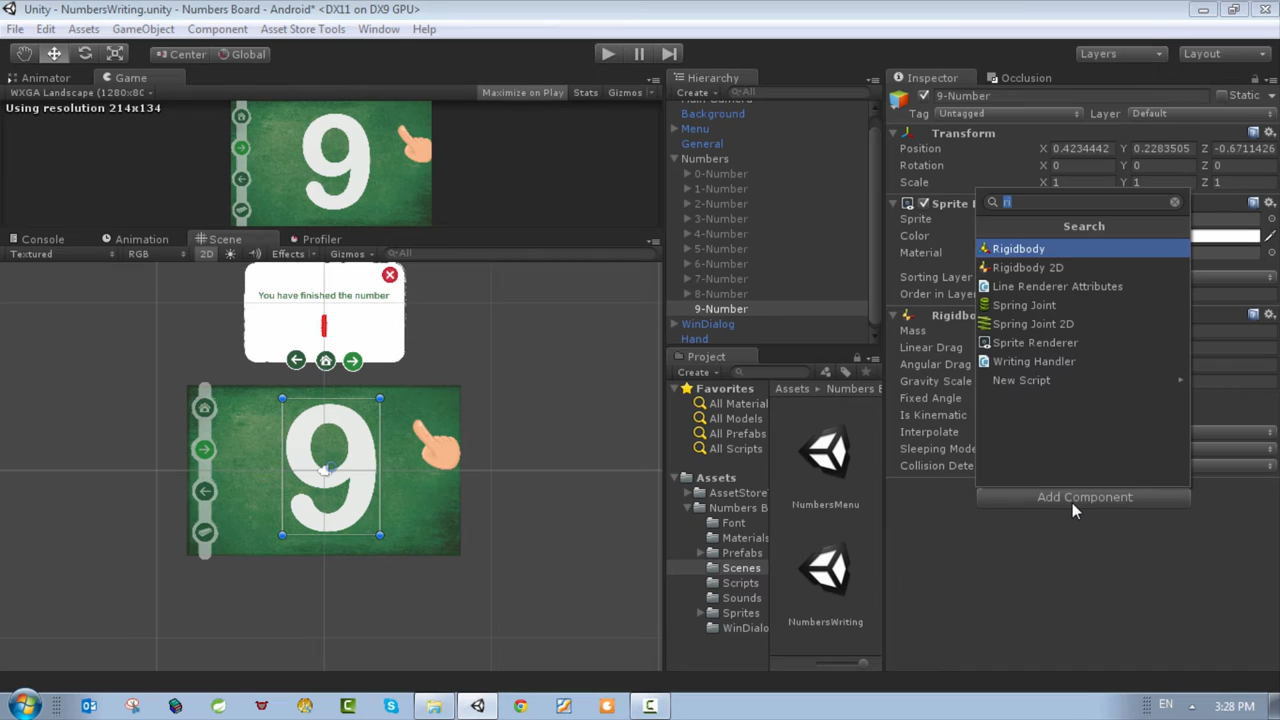 Unity - NumbersWriting.unity - Numbers Board - Android* <DX11 on DX9 GPU>
File Edit Assets GameObject Component Asset Store Tools Window Help
Center Global Layers Layout
Animator Game
WXGA Landscape (1280x80 Maximize on Play Stats Gizmos
Using resolution 214x134
9
Console Animation Scene Profiler
Textured RGB 2D Effects Gizmos All
You have finished the number
1
9
Hierarchy
Create All
Main Camera
Background
Menu
General
Numbers
0-Number
1-Number
2-Number
3-Number
4-Number
5-Number
6-Number
7-Number
8-Number
9-Number
WinDialog
Hand
Project
Create
Favorites
All Material
All Models
All Prefabs
All Scripts
Assets
AssetStore
Numbers B
Font
Materials
Prefabs
Scenes
Scripts
Sounds
Sprites
WinDialo
Assets Numbers B
NumbersMenu
NumbersWriting
Inspector Occlusion
9-Number Static
Tag Untagged Layer Default
Transform
Position X 0.4234442 Y 0.2283505 Z -0.6711426
Rotation X 0 Y 0 Z 0
Scale X 1 Y 1 Z 1
Sprite
Sprite
Color
Material
Sorting Layer
Order in Layer
Rigidbo
Mass
Linear Drag
Angular Drag
Gravity Scale
Fixed Angle
Is Kinematic
Interpolate
Sleeping Mode
Collision Dete
Search
Rigidbody
Rigidbody 2D
Line Renderer Attributes
Spring Joint
Spring Joint 2D
Sprite Renderer
Writing Handler
New Script
Add Component
EN 3:28 PM